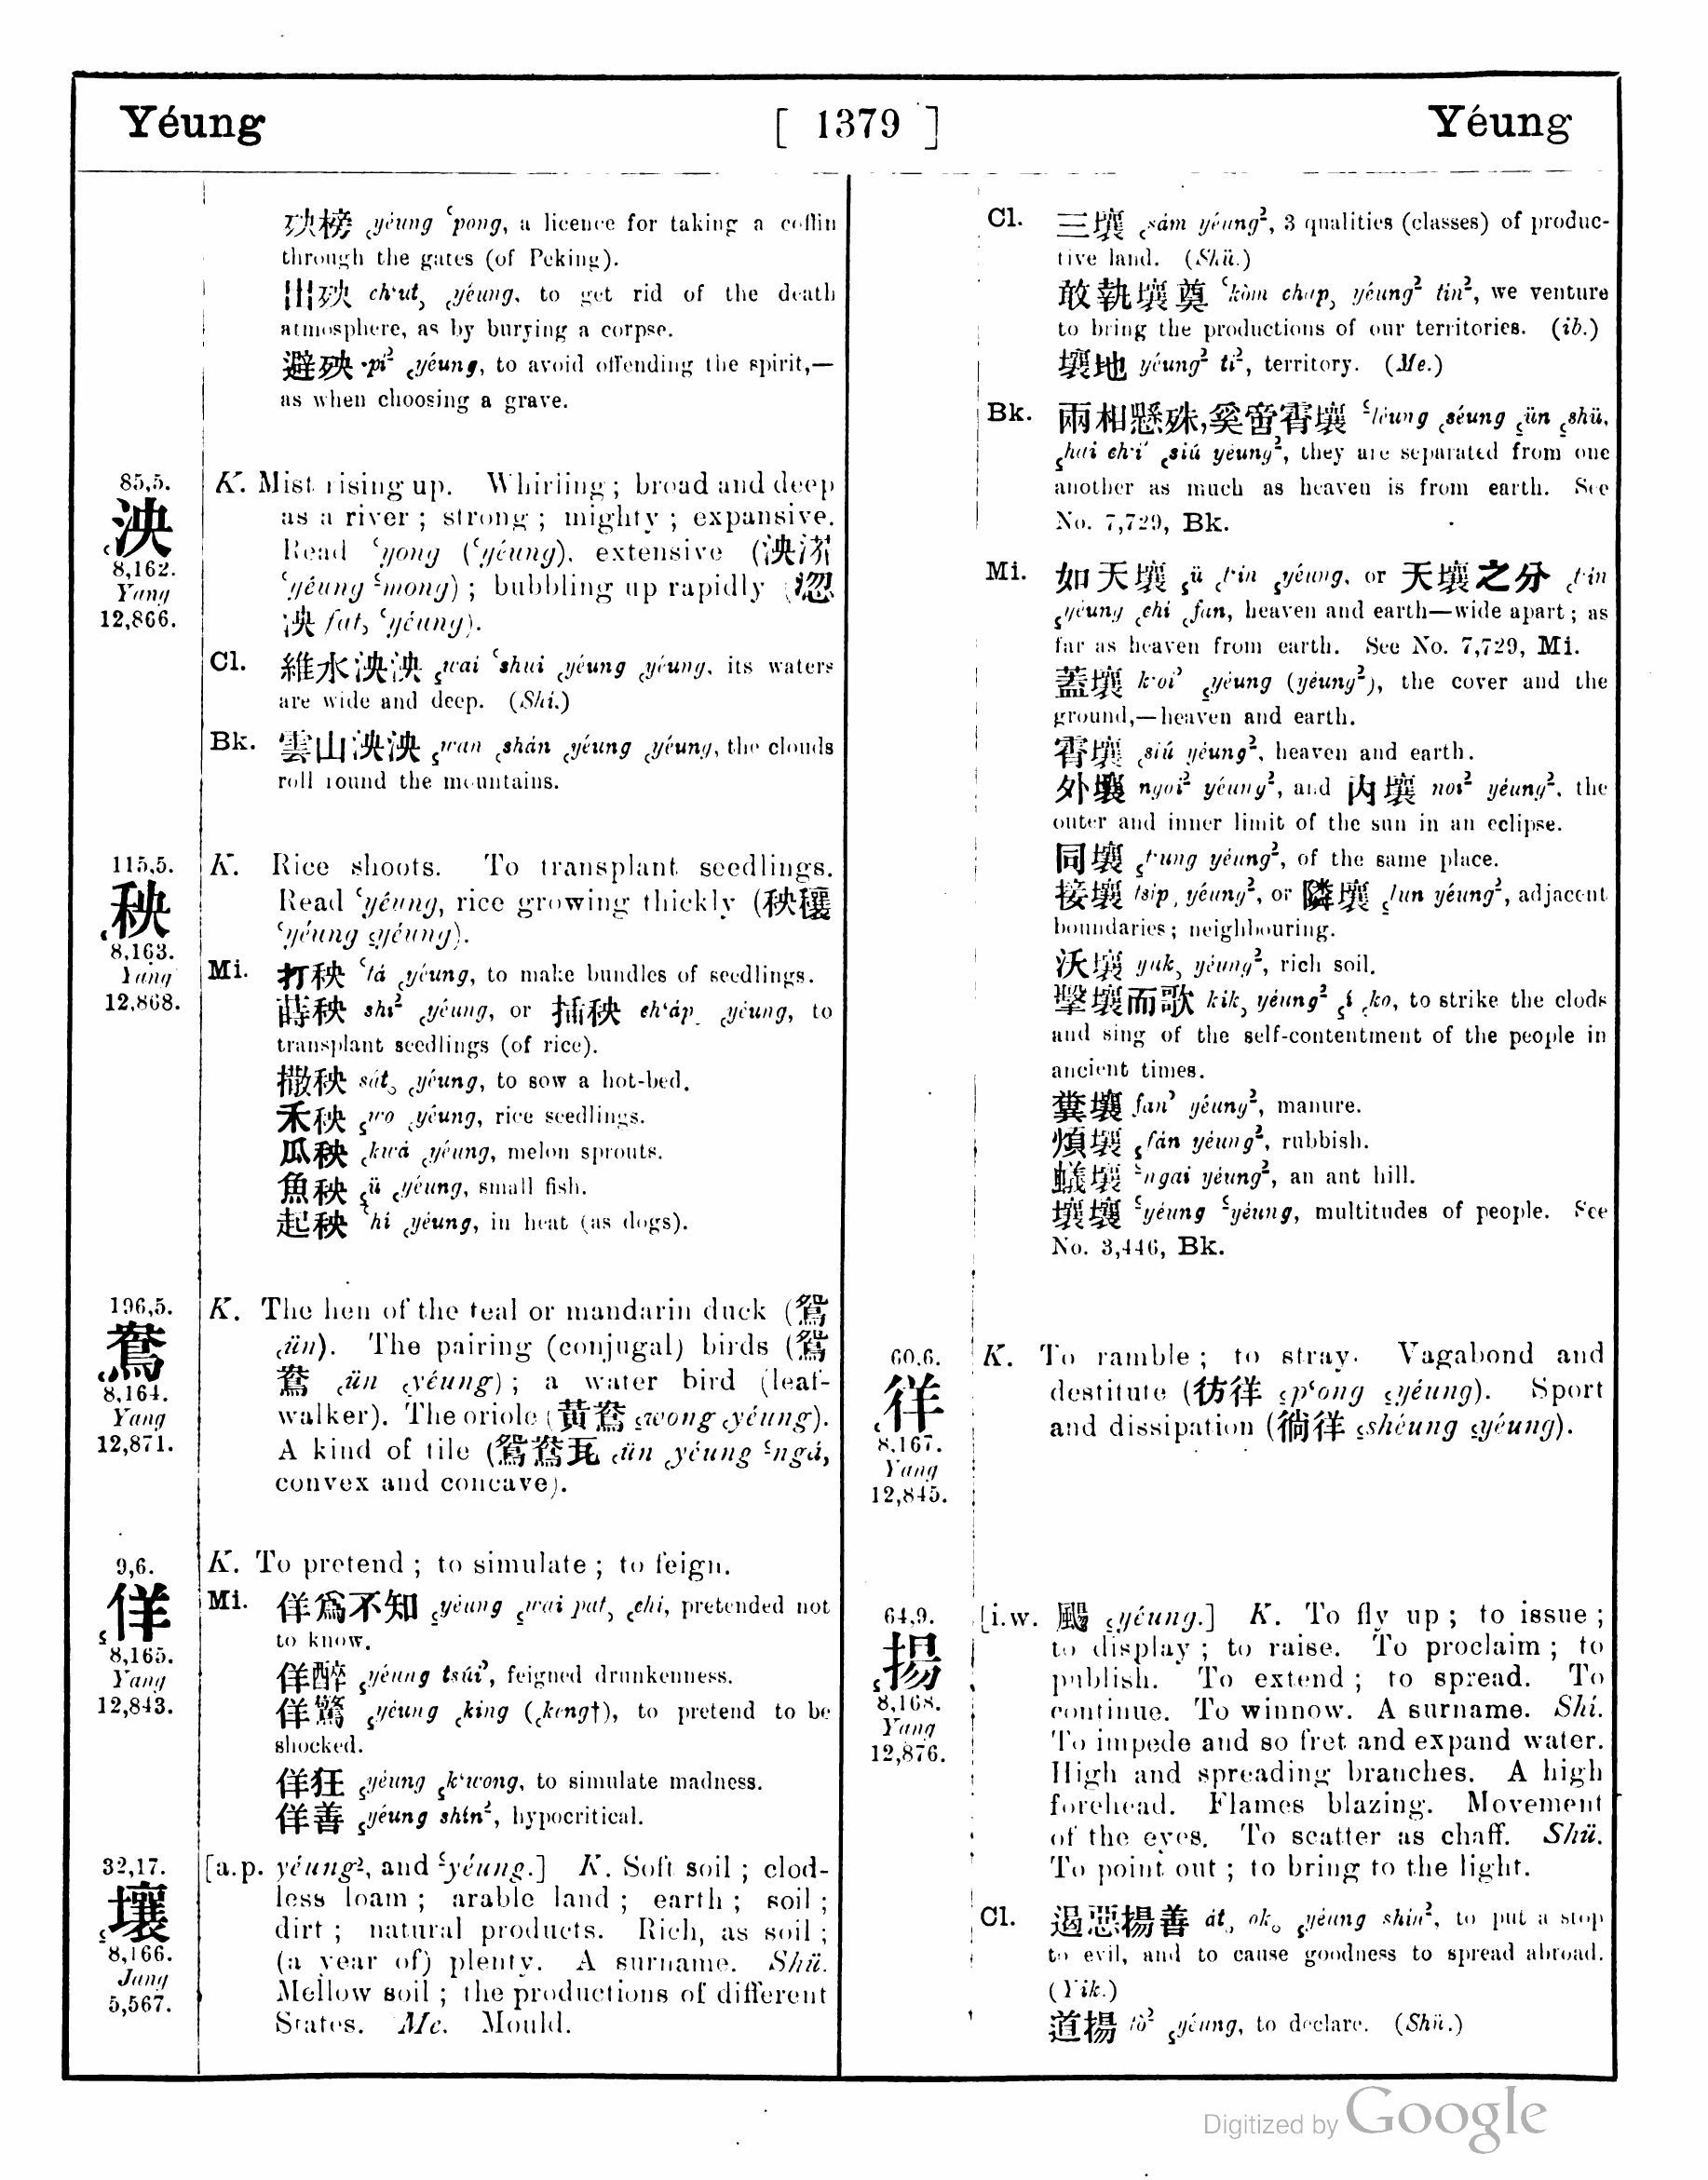 Yéung
[ 1379 ]
Yéung
殃榜 ꜀yéung ꜂pong, a licence for taking a coffin
through the gates (of Peking).
出殃 ch‘ut꜆ ꜀yéung, to get rid of the death
atmosphere, as by burying a corpse.
避殃 pí² ꜀yéung, to avoid offending the spirit,—
as when choosing a grave.
85,5.
泱
8,162.
Yang
12,866.
K. Mist rising up. Whirling; broad and deep
as a river; strong; mighty; expansive.
Read ꜂yong (꜂yéung), extensive (泱漭
꜂yéung ꜃mong); bubbling up rapidly (㴽
泱 fat꜆ ꜂yéung).
Cl. 維水泱泱 ꜁wai ꜂shui ꜀yéung ꜀yéung, its waters
are wide and deep. (Shí.)
Bk. 雲山泱泱 ꜁wan ꜀shán ꜀yéung ꜀yéung, the clouds
roll round the mountains.
115,5.
秧
8,163.
Yang
12,868.
K. Rice shoots. To transplant seedlings.
Read ꜂yéung, rice growing thickly (秧穰
꜂yéung ꜁yéung).
Mi. 打秧 ꜂tá ꜀yéung, to make bundles of seedlings.
蒔秧 shí² ꜀yéung, or 插秧 ch‘áp꜆ ꜀yéung, to
transplant seedlings (of rice).
撒秧 sát꜆ ꜀yéung, to sow a hot-bed.
禾秧 ꜁wo ꜀yéung, rice seedlings.
瓜秧 ꜀kwá ꜀yéung, melon sprouts.
魚秧 ꜁ü ꜀yéung, small fish.
起秧 ꜂hí ꜀yéung, in heat (as dogs).
196,5.
鴦
8,164.
Yang
12,871.
K. The hen of the teal or mandarin duck (鴛
꜀ün). The pairing (conjugal) birds (鴛
鴦 ꜀ün ꜀yéung); a water bird (leaf-
walker). The oriole (黃鴦 ꜁wong ꜀yéung).
A kind of tile (鴛鴦瓦 ꜀ün ꜀yéung ꜃ngá,
convex and concave).
9,6.
佯
8,165.
Yang
12,843.
K. To pretend; to simulate; to feign.
Mi. 佯爲不知 ꜁yéung ꜁wai pat꜆ ꜀chí, pretended not
to know.
佯醉 ꜁yéung tsúi꜄, feigned drunkenness.
佯驚 ꜁yéung ꜀king (꜀keng†), to pretend to be
shocked.
佯狂 ꜁yéung ꜁k‘wong, to simulate madness.
佯善 ꜁yéung shín², hypocritical.
32,17.
壤
8,166.
Jang
5,567.
[a.p. yéung², and ꜃yéung.] K. Soft soil; clod-
less loam; arable land; earth; soil;
dirt; natural products. Rich, as soil;
(a year of) plenty. A surname. Shü.
Mellow soil; the productions of different
States. Me. Mould.
Cl. 三壤 ꜀sám yéung², 3 qualities (classes) of produc-
tive land. (Shü.)
敢執壤奠 ꜂kòm chap꜆ yéung² tín², we venture
to bring the productions of our territories. (ib.)
壤地 yéung² tí², territory. (Me.)
Bk. 兩相懸殊,奚啻霄壤 ꜃léung ꜀séung ꜁ün ꜁shü,
꜁hai ch‘í꜄ ꜀siú yéung², they are separated from one
another as much as heaven is from earth. See
No. 7,729, Bk.
Mi. 如天壤 ꜁ü ꜀t‘ín ꜁yéung, or 天壤之分 ꜀t‘ín
꜁yéung ꜀chí ꜀fan, heaven and earth—wide apart; as
far as heaven from earth. See No. 7,729, Mi.
蓋壤 k‘oi꜄ ꜁yéung (yéung²), the cover and the
ground,—heaven and earth.
霄壤 ꜀siú yéung², heaven and earth.
外壤 ngoi² yéung², and 内壤 noi² yéung², the
outer and inner limit of the sun in an eclipse.
同壤 ꜁t‘ung yéung², of the same place.
接壤 tsíp꜆ yéung², or 隣壤 ꜁lun yéung², adjacent
boundaries; neighbouring.
沃壤 yuk꜆ yéung², rich soil.
擊壤而歌 kik꜆ yéung² ꜁í ꜀ko, to strike the clods
and sing of the self-contentment of the people in
ancient times.
糞壤 fan꜄ yéung², manure.
煩壤 ꜁fán yéung², rubbish.
蟻壤 ꜃ngai yéung², an ant hill.
壤壤 ꜃yéung ꜃yéung, multitudes of people. See
No. 3,446, Bk.
60,6.
徉
8,167.
Yang
12,845.
K. To ramble; to stray. Vagabond and
destitute (彷徉 ꜁p‘ong ꜁yéung). Sport
and dissipation (徜徉 ꜁shéung ꜁yéung).
64,9.
揚
8,168.
Yang
12,876.
[i.w. 颺 ꜁yéung.] K. To fly up; to issue;
to display; to raise. To proclaim; to
publish. To extend; to spread. To
continue. To winnow. A surname. Shí.
To impede and so fret and expand water.
High and spreading branches. A high
forehead. Flames blazing. Movement
of the eyes. To scatter as chaff. Shü.
To point out; to bring to the light.
Cl. 遏惡揚善 át꜆ ok꜇ ꜁yéung shín², to put a stop
to evil, and to cause goodness to spread abroad.
(Yik.)
道揚 tò² ꜁yéung, to declare. (Shü.)
Digitized by Google